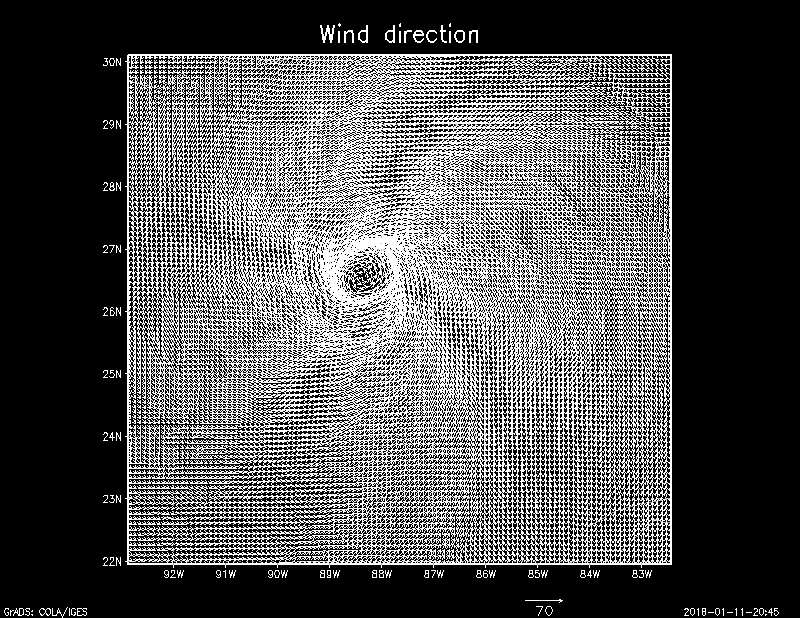 Wind direction
30N
29N
28N
27N
26N
25N
24N
23N
22N
92W 91W 90W 89W 88W 87W 86W 85W 84W 83W
70
GrADS: COLA/IGES 2018-01-11-20:45